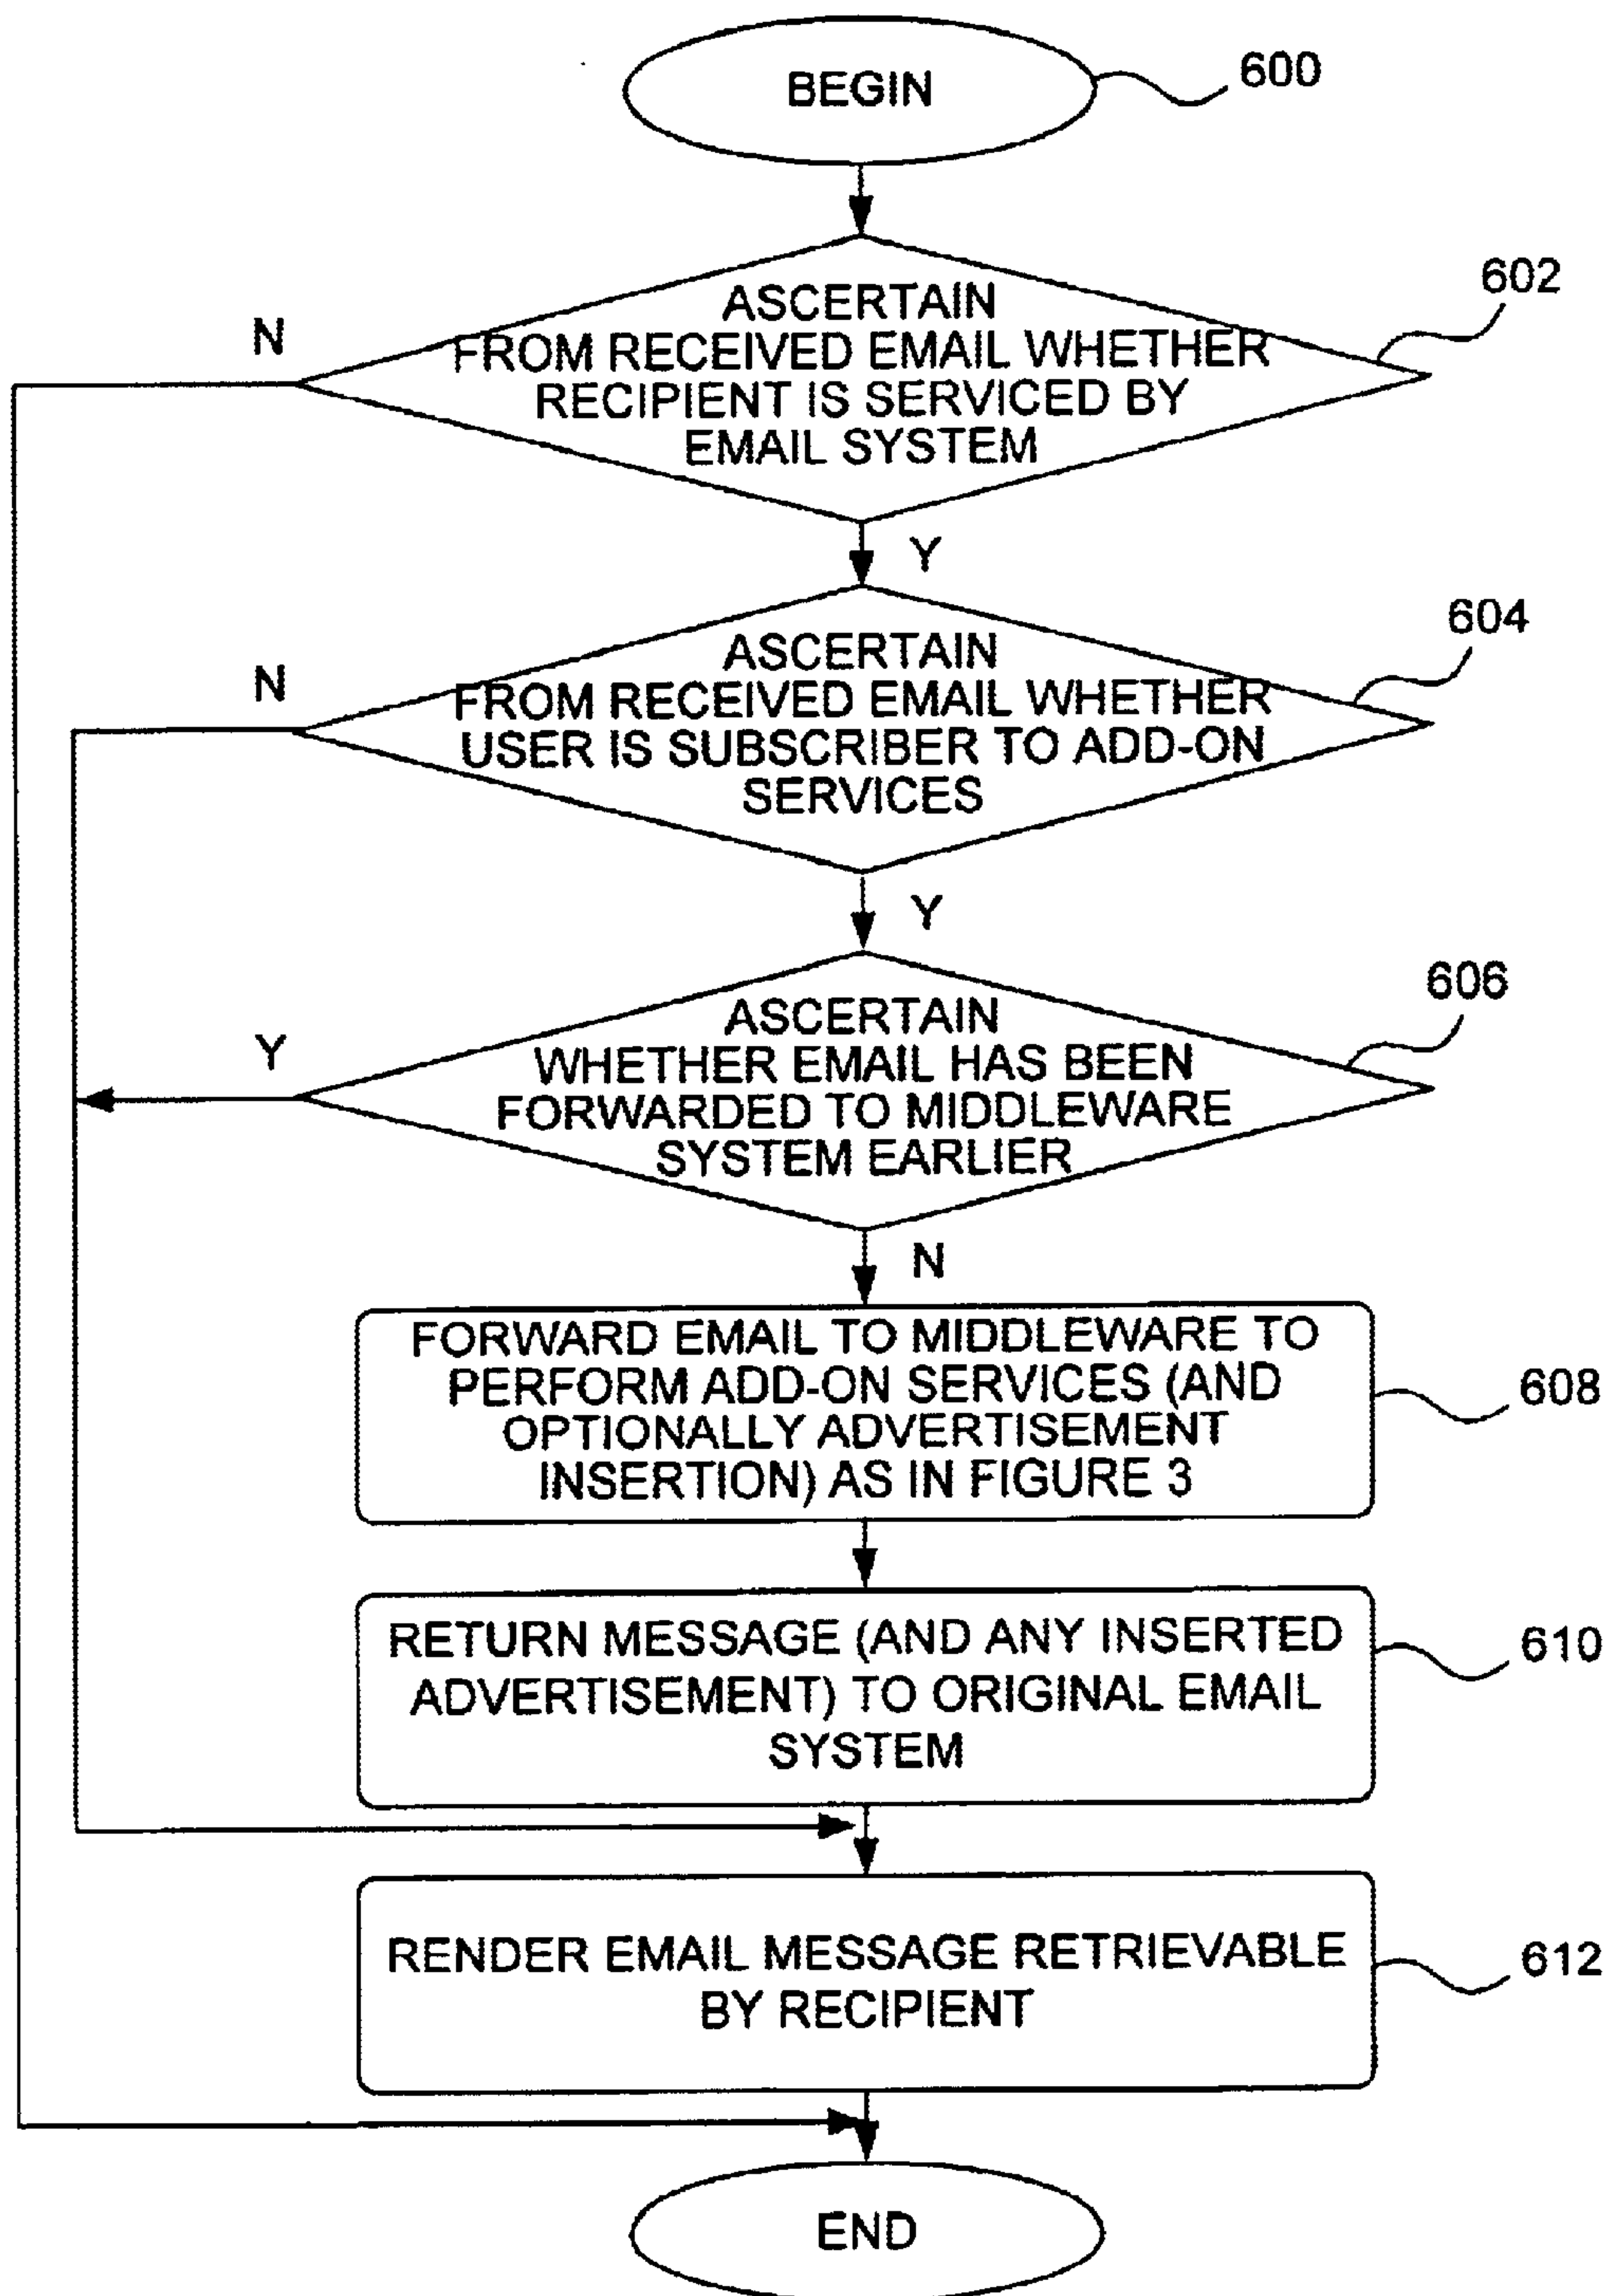 BEGIN
600
ASCERTAIN
FROM RECEIVED EMAIL WHETHER
RECIPIENT IS SERVICED BY
EMAIL SYSTEM
602
N
Y
ASCERTAIN
FROM RECEIVED EMAIL WHETHER
USER IS SUBSCRIBER TO ADD-ON
SERVICES
604
N
Y
ASCERTAIN
WHETHER EMAIL HAS BEEN
FORWARDED TO MIDDLEWARE
SYSTEM EARLIER
606
Y
N
FORWARD EMAIL TO MIDDLEWARE TO
PERFORM ADD-ON SERVICES (AND
OPTIONALLY ADVERTISEMENT
INSERTION) AS IN FIGURE 3
608
RETURN MESSAGE (AND ANY INSERTED
ADVERTISEMENT) TO ORIGINAL EMAIL
SYSTEM
610
RENDER EMAIL MESSAGE RETRIEVABLE
BY RECIPIENT
612
END